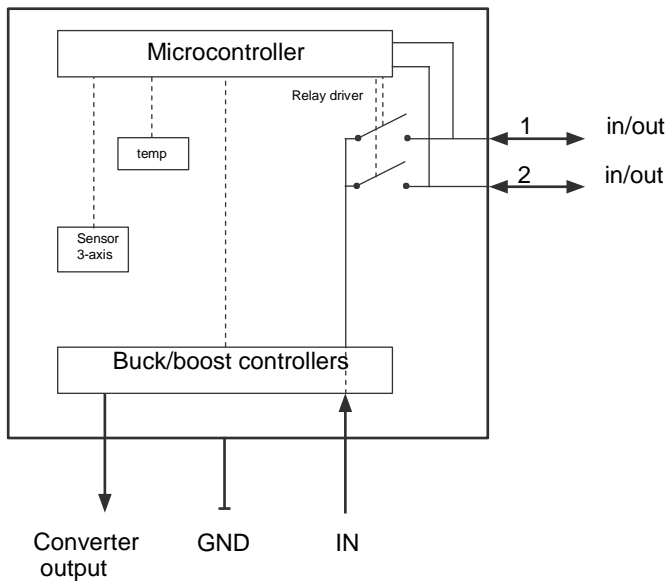 Microcontroller
Relay driver
1 in/out
temp
2 in/out
Sensor
3-axis
Buck/boost controllers
Converter
output
GND
IN